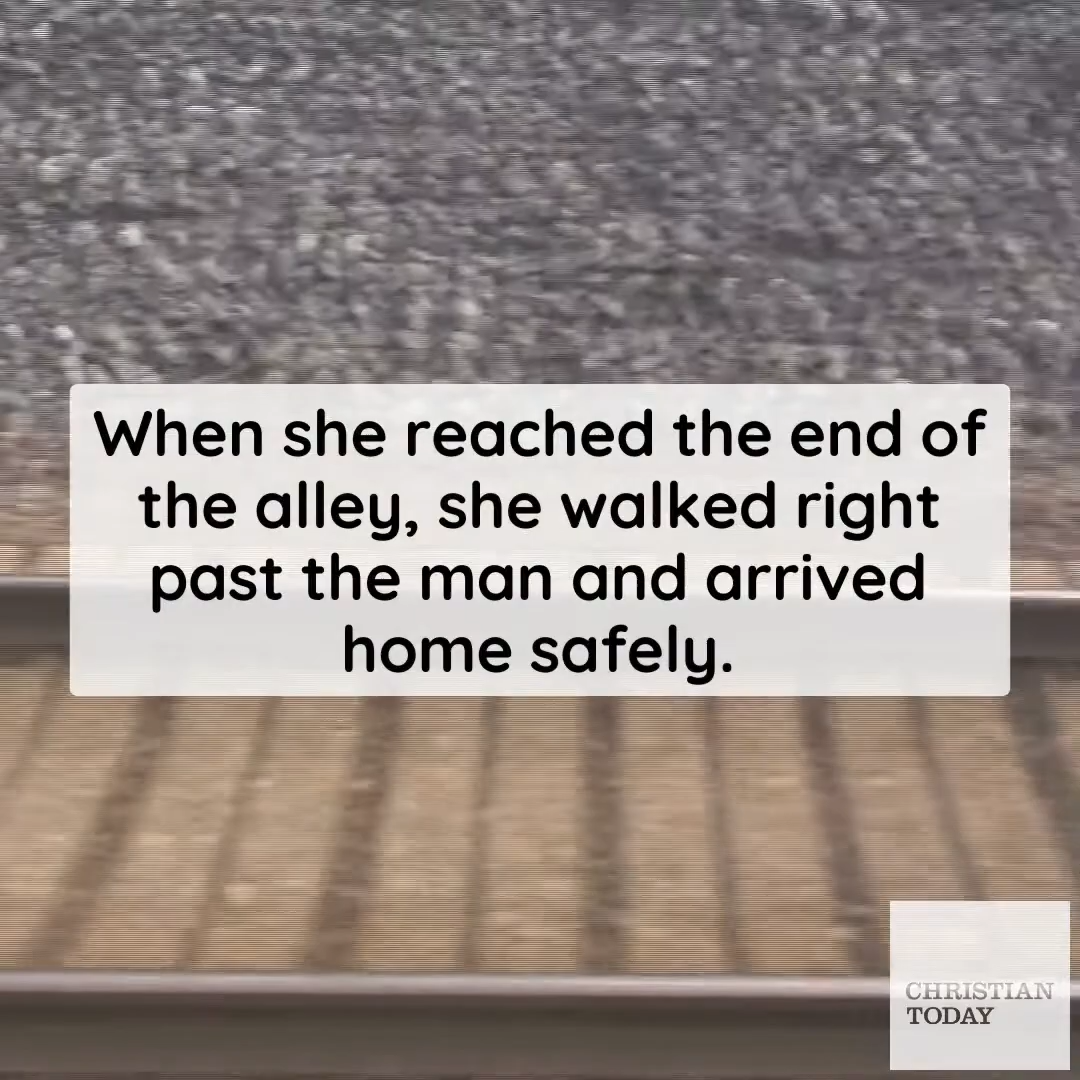 When she reached the end of
the alley, she walked right
past the man and arrived
home safely.
CHRISTIAN
TODAY